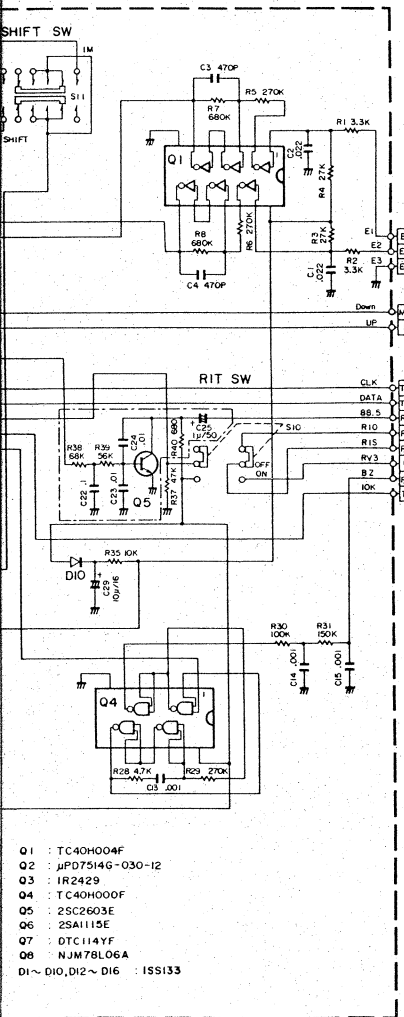 SHIFT SW
1M
S11
SHIFT
C3 470P
R7
680K
R5 270K
R1 3.3K
Q1
1
C2
.022
R4 27K
R3
27K
R8
680K
R6 270K
C4 470P
C1
.022
R2
3.3K
E1
E2
E3
Down
UP
RIT SW
CLK
DATA
88.5
R10
R1S
RV3
BZ
10K
C25
1μ/50
S10
R40 680
C24
.01
R38
68K
R39
56K
OFF
ON
C22 .1
C23 .01
Q5
R37 47K
R35 10K
D10
C29
10μ/16
R30
100K
R31
150K
C14 .001
C15 .001
Q4
1
R28 4.7K
R29 270K
C13 .001
Q1 : TC40H004F
Q2 : μPD7514G-030-12
Q3 : IR2429
Q4 : TC40H000F
Q5 : 2SC2603E
Q6 : 2SA1115E
Q7 : DTC114YF
Q8 : NJM78L06A
D1~ D10,D12~ D16 : ISS133